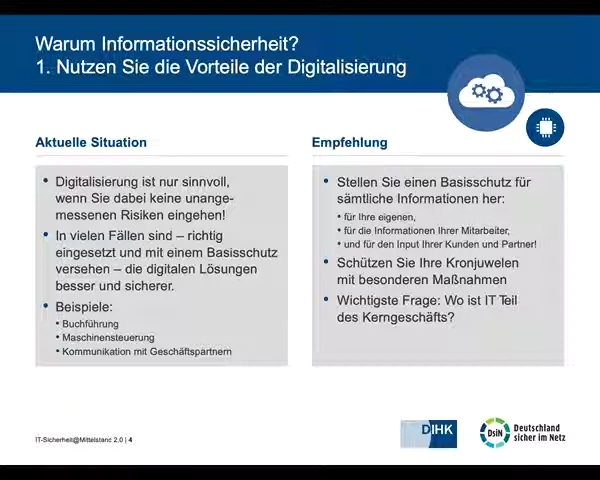 Warum Informationssicherheit?
1. Nutzen Sie die Vorteile der Digitalisierung
Aktuelle Situation
• Digitalisierung ist nur sinnvoll,
wenn Sie dabei keine unange-
messenen Risiken eingehen!
• In vielen Fällen sind – richtig
eingesetzt und mit einem Basisschutz
versehen – die digitalen Lösungen
besser und sicherer.
• Beispiele:
• Buchführung
• Maschinensteuerung
• Kommunikation mit Geschäftspartnern
Empfehlung
• Stellen Sie einen Basisschutz für
sämtliche Informationen her:
• für Ihre eigenen,
• für die Informationen Ihrer Mitarbeiter,
• und für den Input Ihrer Kunden und Partner!
• Schützen Sie Ihre Kronjuwelen
mit besonderen Maßnahmen
• Wichtigste Frage: Wo ist IT Teil
des Kerngeschäfts?
IT-Sicherheit@Mittelstand 2.0 | 4
DIHK
DsiN
Deutschland
sicher im Netz